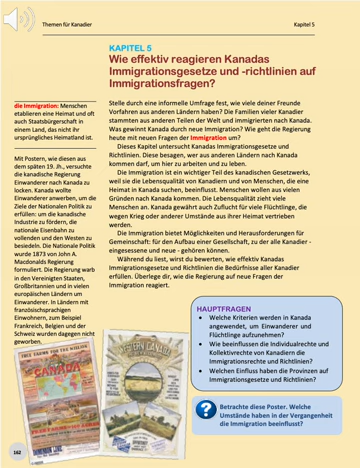 Themen für Kanadier
Kapitel 5
KAPITEL 5
Wie effektiv reagieren Kanadas
Immigrationsgesetze und -richtlinien auf
Immigrationsfragen?
die Immigration: Menschen
etablieren eine Heimat und oft
auch Staatsbürgerschaft in
einem Land, das nicht ihr
ursprüngliches Heimatland ist.
Mit Postern, wie diesen aus
dem späten 19. Jh., versuchte
die kanadische Regierung
Einwanderer nach Kanada zu
locken. Kanada wollte
Einwanderer anwerben, um die
Ziele der Nationalen Politik zu
erfüllen: um die kanadische
Industrie zu fördern, die
nationale Eisenbahn zu
vollenden und den Westen zu
besiedeln. Die Nationale Politik
wurde 1873 von John A.
Macdonalds Regierung
formuliert. Die Regierung warb
in den Vereinigten Staaten,
Großbritannien und in vielen
europäischen Ländern um
Einwanderer. In Ländern mit
französischsprachigen
Einwohnern, zum Beispiel
Frankreich, Belgien und der
Schweiz wurden dagegen nicht
geworben.
Stelle durch eine informelle Umfrage fest, wie viele deiner Freunde
Vorfahren aus anderen Ländern haben? Die Familien vieler Kanadier
stammten aus anderen Teilen der Welt und immigrierten nach Kanada.
Was gewinnt Kanada durch neue Immigration? Wie geht die Regierung
heute mit neuen Fragen der Immigration um?
Dieses Kapitel untersucht Kanadas Immigrationsgesetze und
Richtlinien. Diese besagen, wer aus anderen Ländern nach Kanada
kommen darf, um hier zu arbeiten und zu leben.
Die Immigration ist ein wichtiger Teil des kanadischen Gesetzwerks,
weil sie die Lebensqualität von Kanadiern und von Menschen, die eine
Heimat in Kanada suchen, beeinflusst. Menschen wollen aus vielen
Gründen nach Kanada kommen. Die Lebensqualität zieht viele
Menschen an. Kanada gewährt auch Zuflucht für viele Flüchtlinge, die
wegen Krieg oder anderer Umstände aus ihrer Heimat vertrieben
werden.
Die Immigration bietet Möglichkeiten und Herausforderungen für
Gemeinschaft: für den Aufbau einer Gesellschaft, zu der alle Kanadier -
eingesessene und neue - gehören können.
Während du liest, wirst du bewerten, wie effektiv Kanadas
Immigrationsgesetze und Richtlinien die Bedürfnisse aller Kanadier
erfüllen. Überlege dir, wie die Regierung auf neue Fragen der
Immigration reagiert.
HAUPTFRAGEN
• Welche Kriterien werden in Kanada
angewendet, um Einwanderer und
Flüchtlinge aufzunehmen?
• Wie beeinflussen die Individualrechte und
Kollektivrechte von Kanadiern die
Immigrationsrechte und Richtlinien?
• Welchen Einfluss haben die Provinzen auf
Immigrationsgesetze und Richtlinien?
? Betrachte diese Poster. Welche
Umstände haben in der Vergangenheit
die Immigration beeinflusst?
CANADA
WESTERN CANADA
162